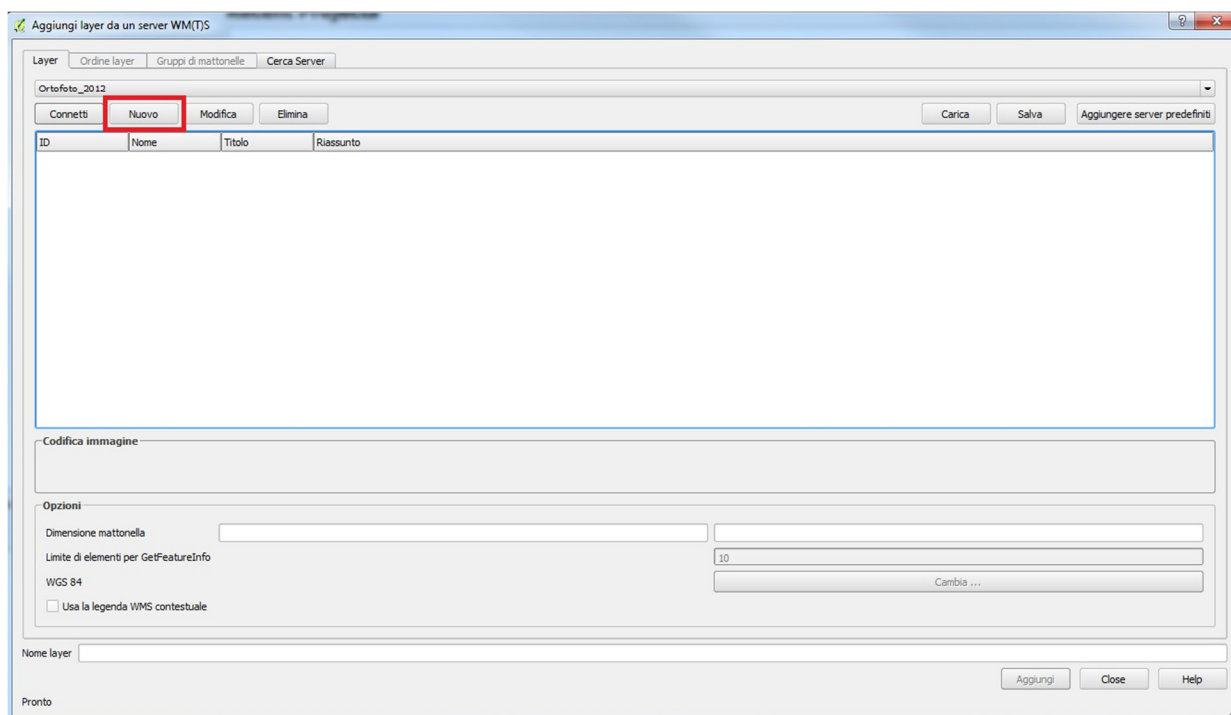 Aggiungi layer da un server WM(T)S
Layer Ordine layer Gruppi di mattonelle Cerca Server
Ortofoto_2012
Connetti Nuovo Modifica Elimina Carica Salva Aggiungere server predefiniti
ID Nome Titolo Riassunto
Codifica immagine
Opzioni
Dimensione mattonella
Limite di elementi per GetFeatureInfo 10
WGS 84 Cambia ...
Usa la legenda WMS contestuale
Nome layer
Aggiungi Close Help
Pronto